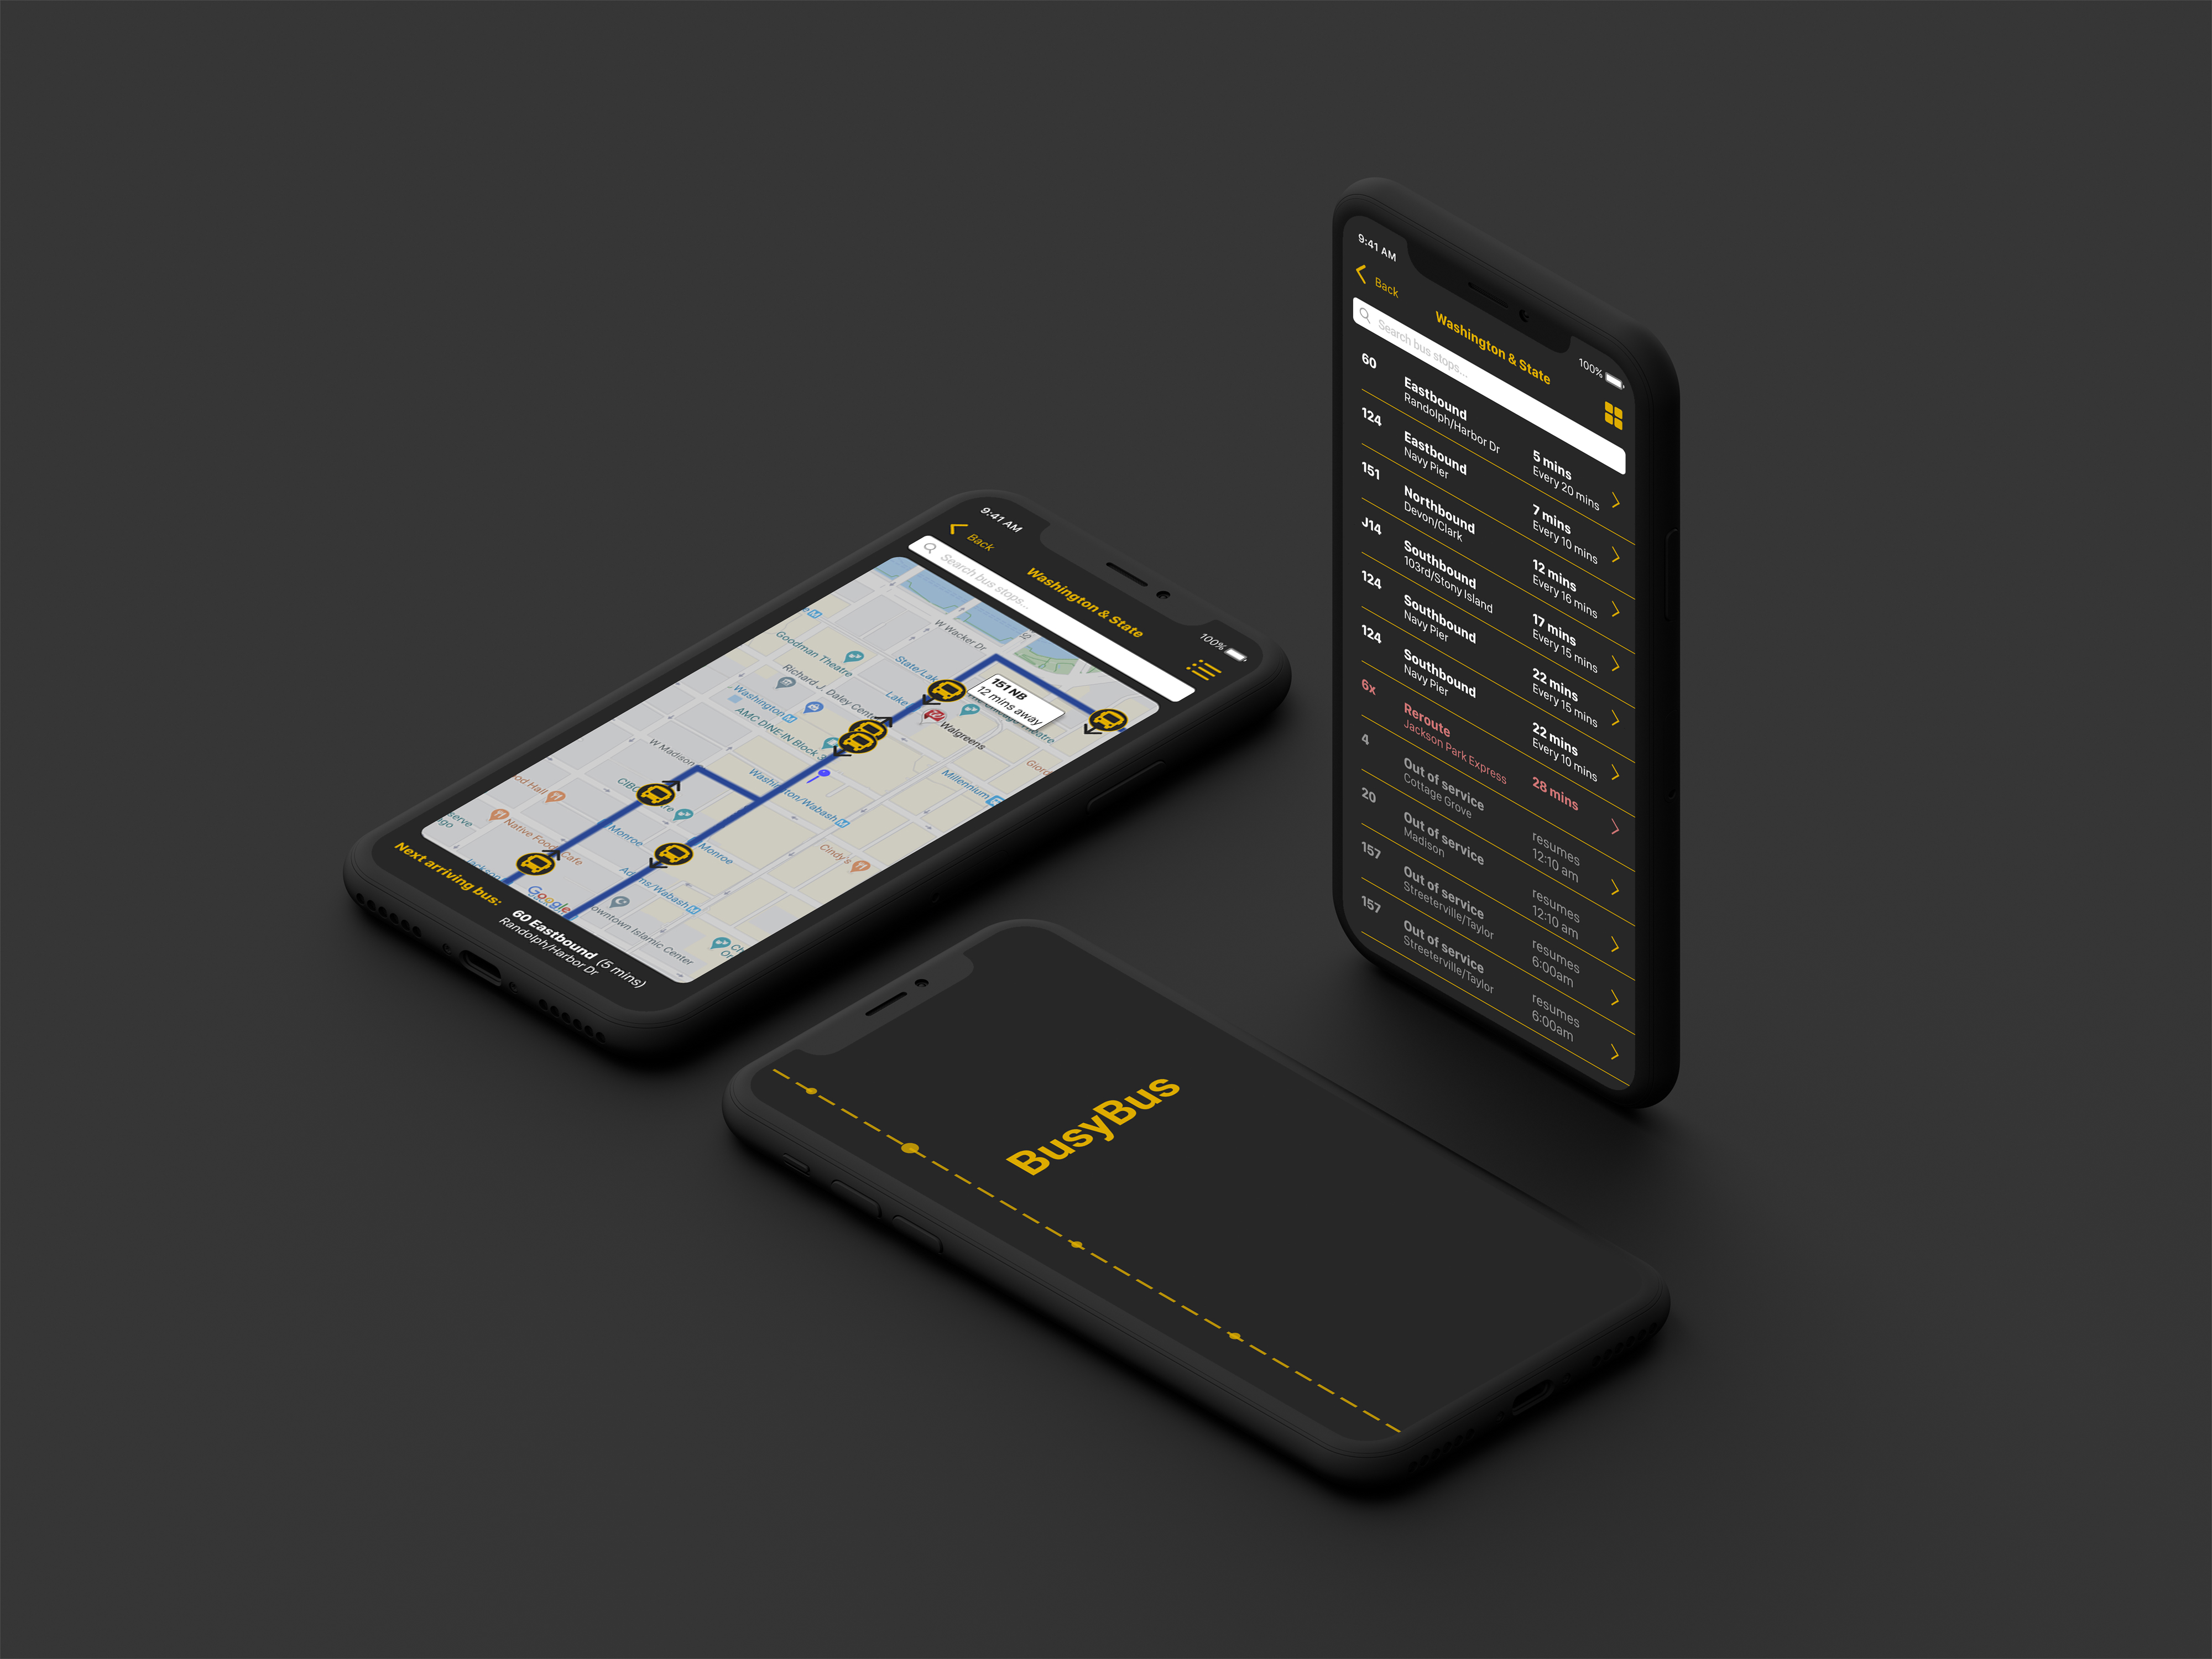 9:41 AM
100%
Back
Washington & State
Search bus stops...
W Wacker Dr
Goodman Theatre
State/Lake
Richard J. Daley Center
Lake
151 NB
12 mins away
Washington
AMC DINE-IN Block 3
Walgreens
W Madison
Washington/Wabash
Millennium
Monroe
Native Foods Cafe
Monroe
Cindy's
Adams/Wabash
Google
Downtown Islamic Center
Next arriving bus:
60 Eastbound (5 mins)
Randolph/Harbor Dr
9:41 AM
100%
Back
Washington & State
Search bus stops...
60 Eastbound 5 mins
Randolph/Harbor Dr Every 20 mins
124 Eastbound 7 mins
Navy Pier Every 10 mins
151 Northbound 12 mins
Devon/Clark Every 16 mins
J14 Southbound 17 mins
103rd/Stony Island Every 15 mins
124 Southbound 22 mins
Navy Pier Every 15 mins
124 Southbound 22 mins
Navy Pier Every 10 mins
6x Reroute 28 mins
Jackson Park Express
4 Out of service resumes
Cottage Grove 12:10 am
20 Out of service resumes
Madison 12:10 am
157 Out of service resumes
Streeterville/Taylor 6:00am
157 Out of service resumes
Streeterville/Taylor 6:00am
BusyBus